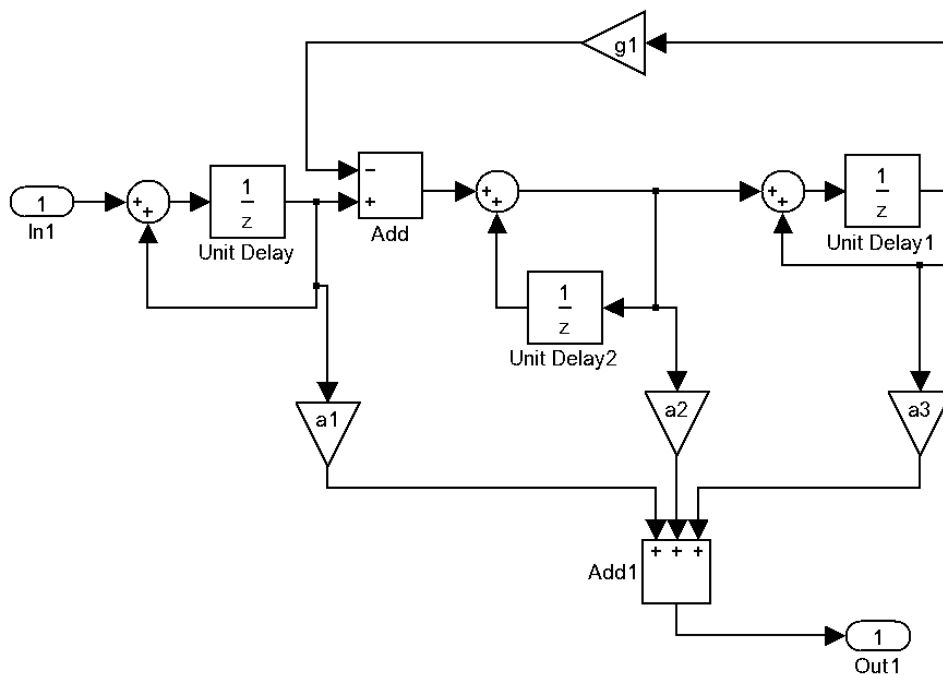 g1
− 
+
1
In1
+
+
1
z
Unit Delay
Add
+
+
+
+
1
z
Unit Delay1
1
z
Unit Delay2
a1
a2
a3
+ + +
Add1
1
Out1